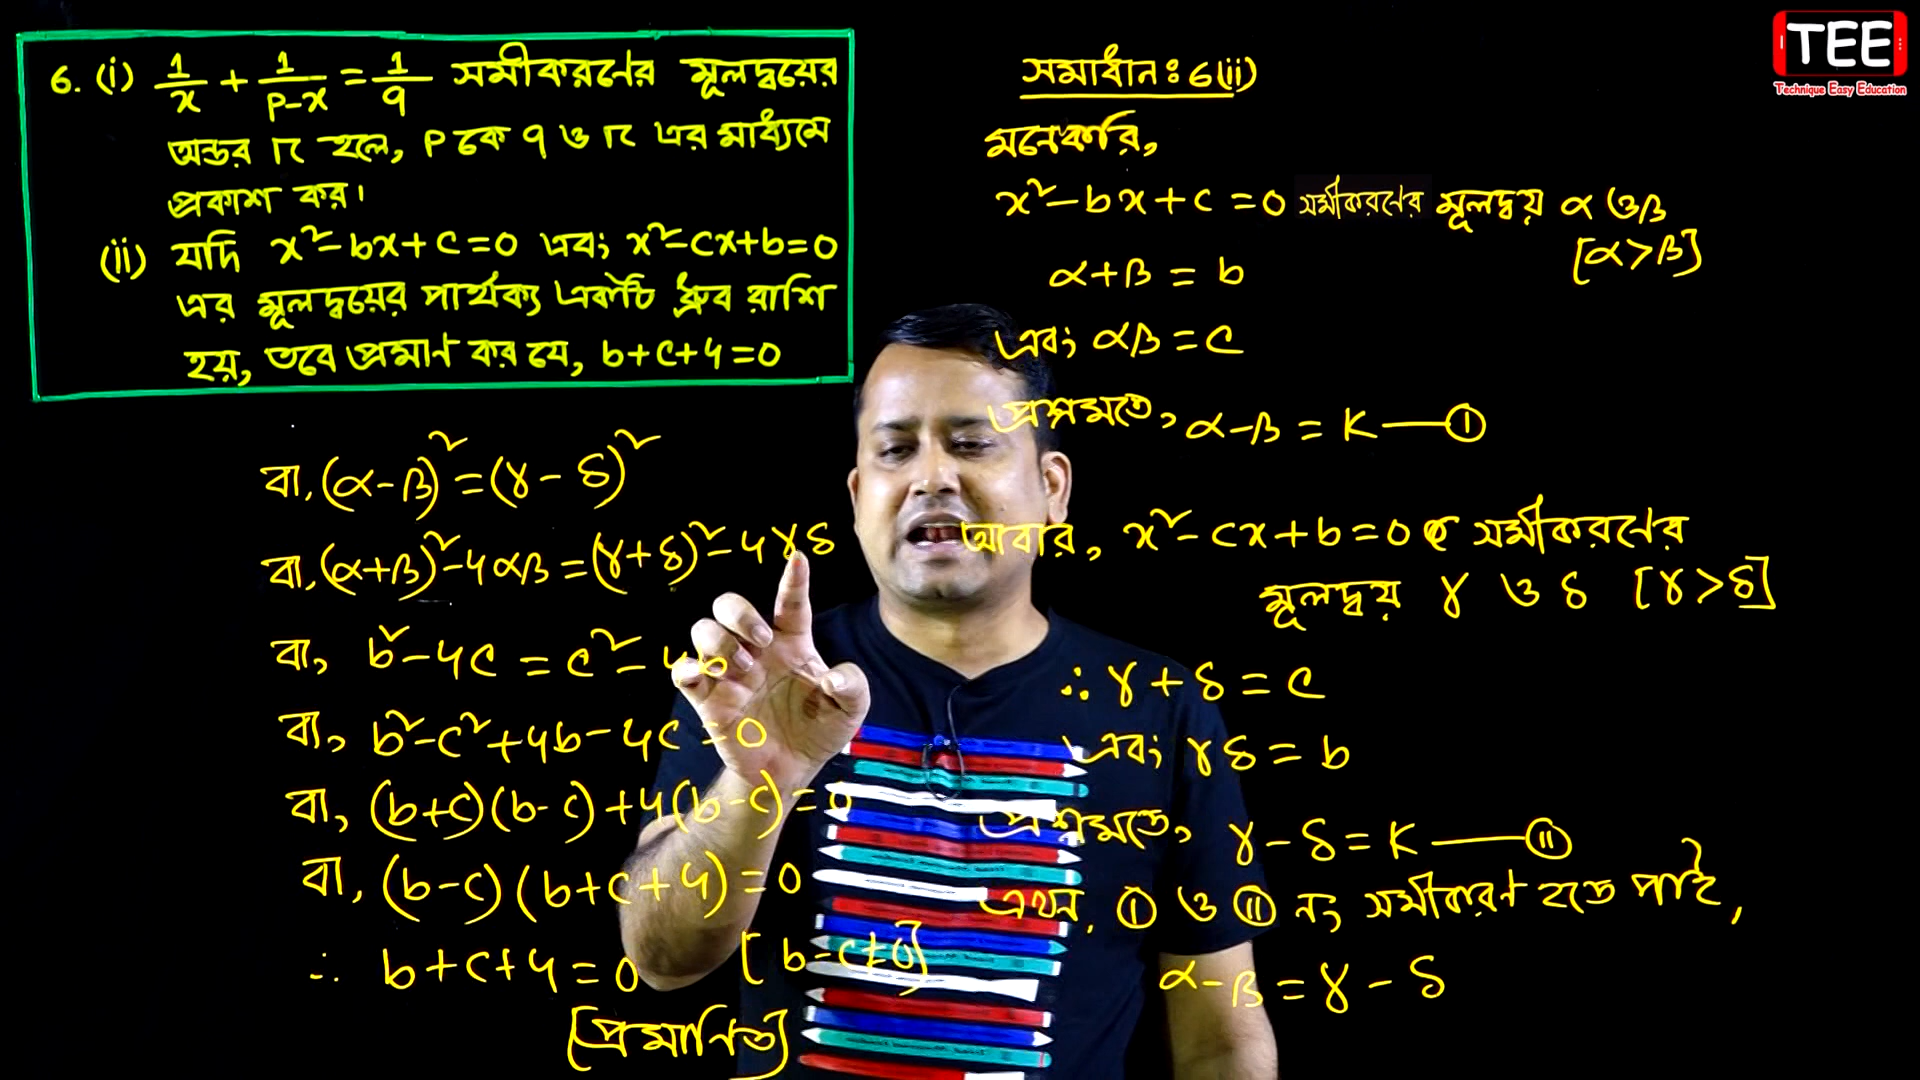 6. (i) 1/x + 1/p-x = 1/q সমীকরণের মূলদ্বয়ের
অন্তর r হলে, p কে q ও r এর মাধ্যমে
প্রকাশ কর।
(ii) যদি x²-bx+c=0 এবং x²-cx+b=0
এর মূলদ্বয়ের পার্থক্য একটি ধ্রুব রাশি
হয়, তবে প্রমাণ কর যে, b+c+4=0
TEE
Technique Easy Education
সমাধানঃ 6(ii)
মনেকরি,
x²-bx+c=0 সমীকরণের মূলদ্বয় α ও β
[α>β]
α+β = b
এবং αβ = c
প্রশ্নমতে, α-β = K — (i)
আবার, x²-cx+b=0 সমীকরণের
মূলদ্বয় γ ও δ [γ>δ]
∴ γ+δ = c
এবং γδ = b
প্রশ্নমতে, γ-δ = K — (ii)
এখন, (i) ও (ii) নং সমীকরণ হতে পাই,
α-β = γ-δ
বা, (α-β)² = (γ-δ)²
বা, (α+β)²-4αβ = (γ+δ)²-4γδ
বা, b²-4c = c²-4b
বা, b²-c²+4b-4c = 0
বা, (b+c)(b-c)+4(b-c) = 0
বা, (b-c)(b+c+4) = 0
∴ b+c+4 = 0 [b-c≠0]
[প্রমাণিত]